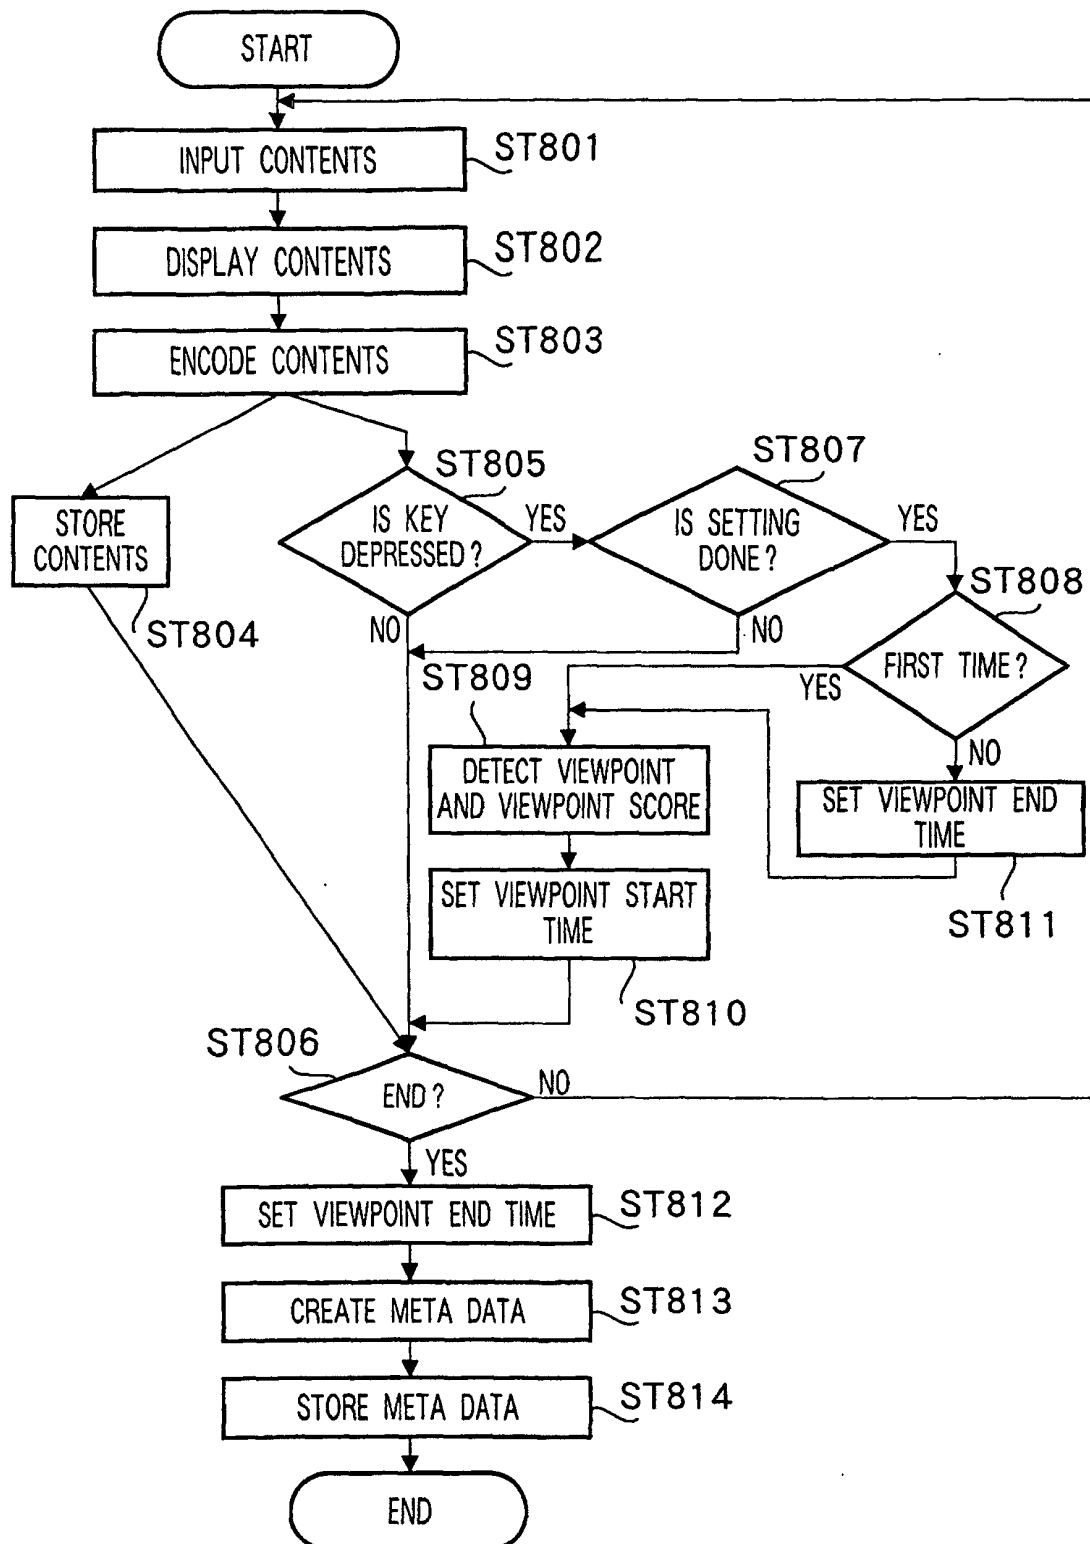 START
INPUT CONTENTS
ST801
DISPLAY CONTENTS
ST802
ENCODE CONTENTS
ST803
STORE
CONTENTS
ST804
IS KEY
DEPRESSED?
ST805
YES
NO
IS SETTING
DONE?
ST807
YES
NO
ST808
FIRST TIME?
YES
NO
ST809
DETECT VIEWPOINT
AND VIEWPOINT SCORE
SET VIEWPOINT END
TIME
ST811
SET VIEWPOINT START
TIME
ST810
ST806
END?
NO
YES
SET VIEWPOINT END TIME
ST812
CREATE META DATA
ST813
STORE META DATA
ST814
END